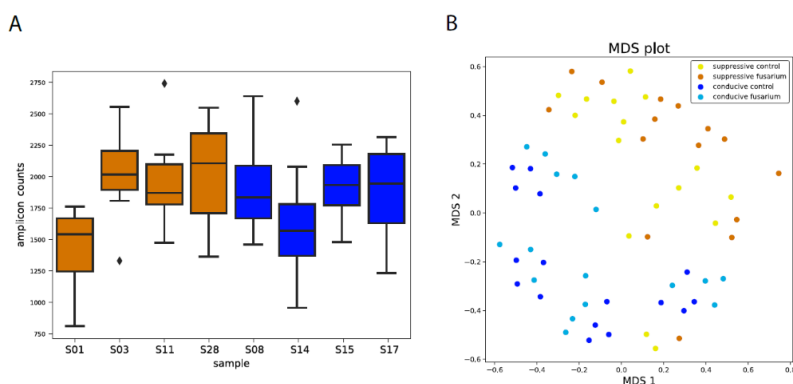 A
B
MDS plot
suppressive control
suppressive fusarium
conducive control
conducive fusarium
2750
2500
2250
2000
1750
1500
1250
1000
750
amplicon counts
S01 S03 S11 S28 S08 S14 S15 S17
sample
0.6
0.4
0.2
0.0
−0.2
−0.4
−0.6
MDS 2
−0.6 −0.4 −0.2 0.0 0.2 0.4 0.6 0.8
MDS 1